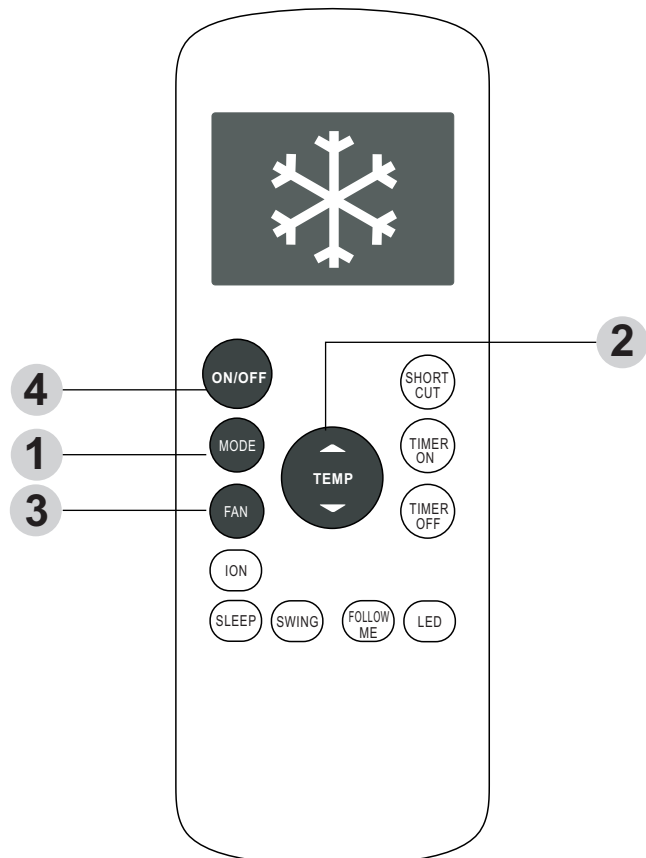 2
ON/OFF
4
SHORT
CUT
MODE
1
TEMP
TIMER
ON
FAN
3
TIMER
OFF
ION
SLEEP
SWING
FOLLOW
ME
LED